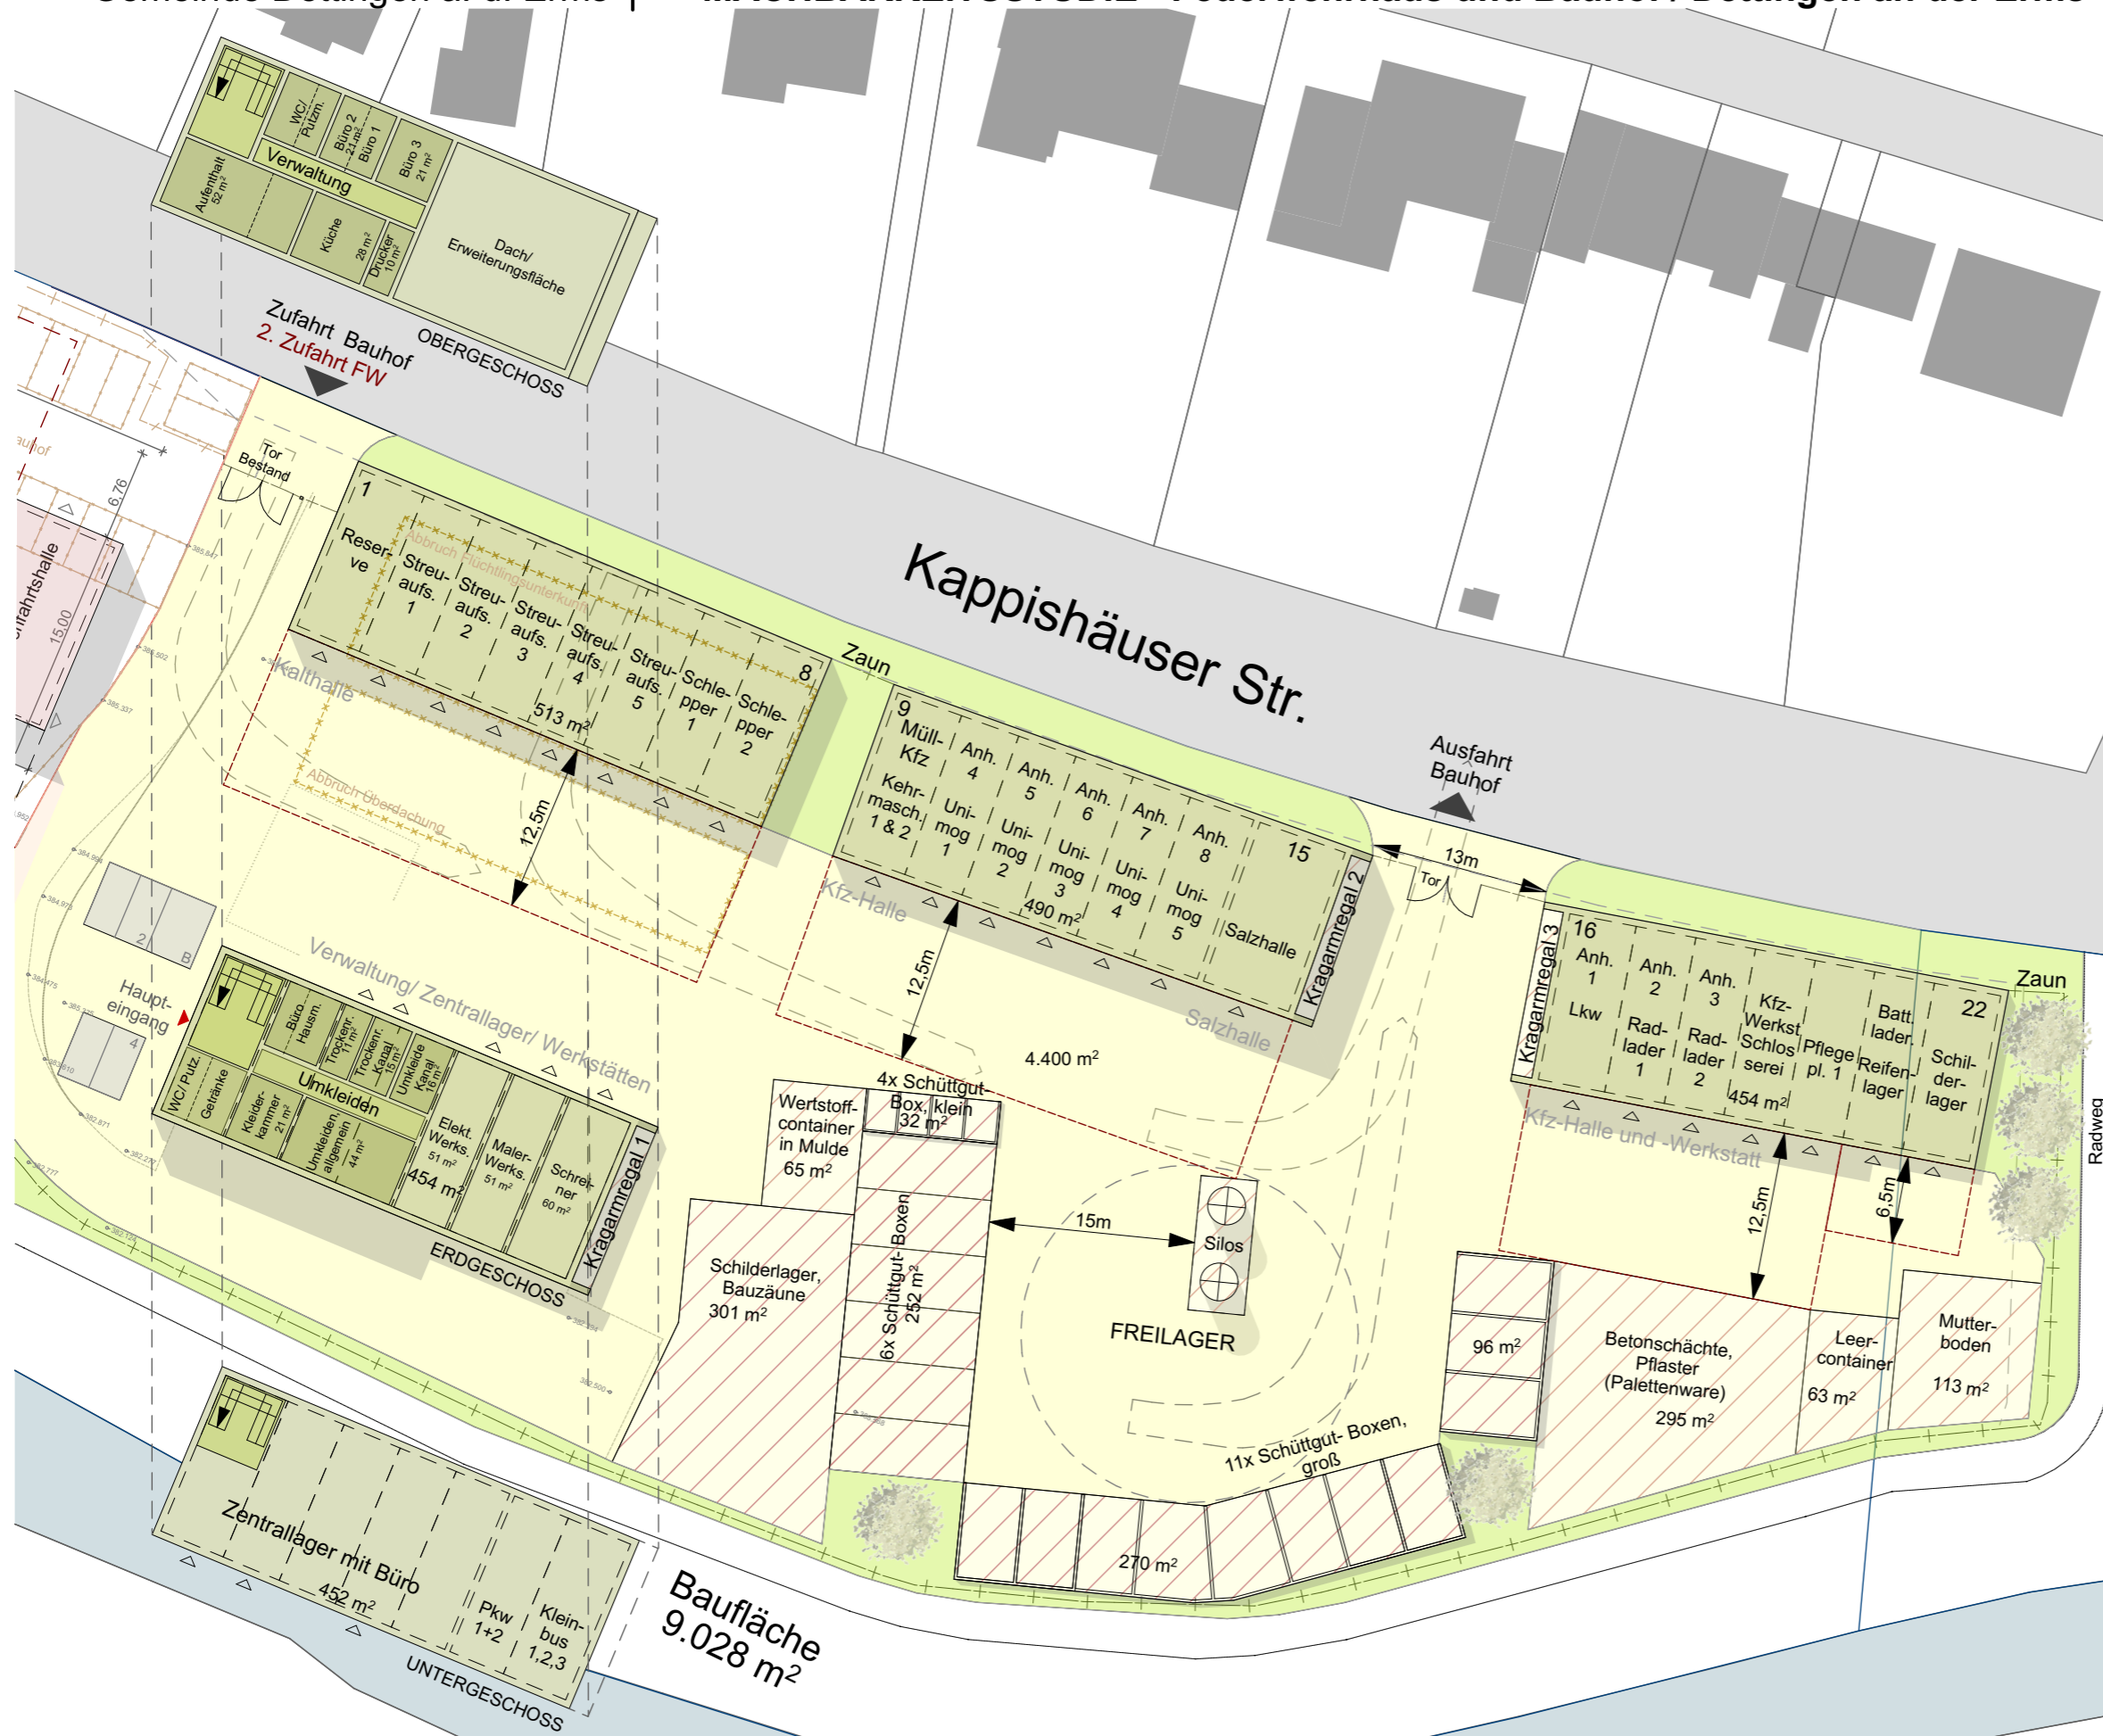 WC/
Putzm.
Büro 2
21 m²
Büro 1
Büro 3
21 m²
Verwaltung
Aufenthalt
52 m²
Küche
28 m²
Drucker
10 m²
Dach/
Erweiterungsfläche
OBERGESCHOSS
Zufahrt Bauhof
2. Zufahrt FW
Tor
Bestand
6,76
15,00
Kappishäuser Str.
1
Reser-
ve
Streu-
aufs.
1
Streu-
aufs.
2
Streu-
aufs.
3
Streu-
aufs.
4
Streu-
aufs.
5
Schle-
pper
1
Schle-
pper
2
8
513 m²
Abbruch Flüchtlingsunterkunft
Kalthalle
Abbruch Überdachung
12,5m
Zaun
9
Müll-
Kfz
Kehr-
masch.
1 & 2
Anh.
4
Anh.
5
Anh.
6
Anh.
7
Anh.
8
Uni-
mog
1
Uni-
mog
2
Uni-
mog
3
Uni-
mog
4
Uni-
mog
5
15
490 m²
Salzhalle
Kragarmregal 2
Kfz-Halle
Salzhalle
12,5m
Ausfahrt
Bauhof
13m
Tor
Kragarmregal 3
16
Anh.
1
Lkw
Anh.
2
Rad-
lader
1
Anh.
3
Rad-
lader
2
Kfz-
Werkst.
Schlos
serei
Pflege
pl. 1
Batt.
lader.
Reifen-
lager
22
Schil-
der-
lager
454 m²
Zaun
Radweg
Kfz-Halle und -Werkstatt
12,5m
6,5m
2
B
4
Haupt-
eingang
Verwaltung/ Zentrallager/ Werkstätten
Büro
Hausm.
Trockenr.
11 m²
Trockenr.
Kanal
15 m²
Umkleide
Kanal
16 m²
WC/ Putz.
Getränke
Umkleiden
Kleider-
kammer
21 m²
Umkleiden,
allgemein
44 m²
Elekt.
Werks.
51 m²
Maler-
Werks.
51 m²
Schrei-
ner
60 m²
454 m²
Kragarmregal 1
ERDGESCHOSS
4.400 m²
Wertstoff-
container
in Mulde
65 m²
4x Schüttgut-
Box, klein
32 m²
6x Schüttgut- Boxen
252 m²
Schilderlager,
Bauzäune
301 m²
15m
Silos
FREILAGER
11x Schüttgut- Boxen,
groß
270 m²
96 m²
Betonschächte,
Pflaster
(Palettenware)
295 m²
Leer-
container
63 m²
Mutter-
boden
113 m²
Zentrallager mit Büro
452 m²
Pkw
1+2
Klein-
bus
1,2,3
UNTERGESCHOSS
Baufläche
9.028 m²